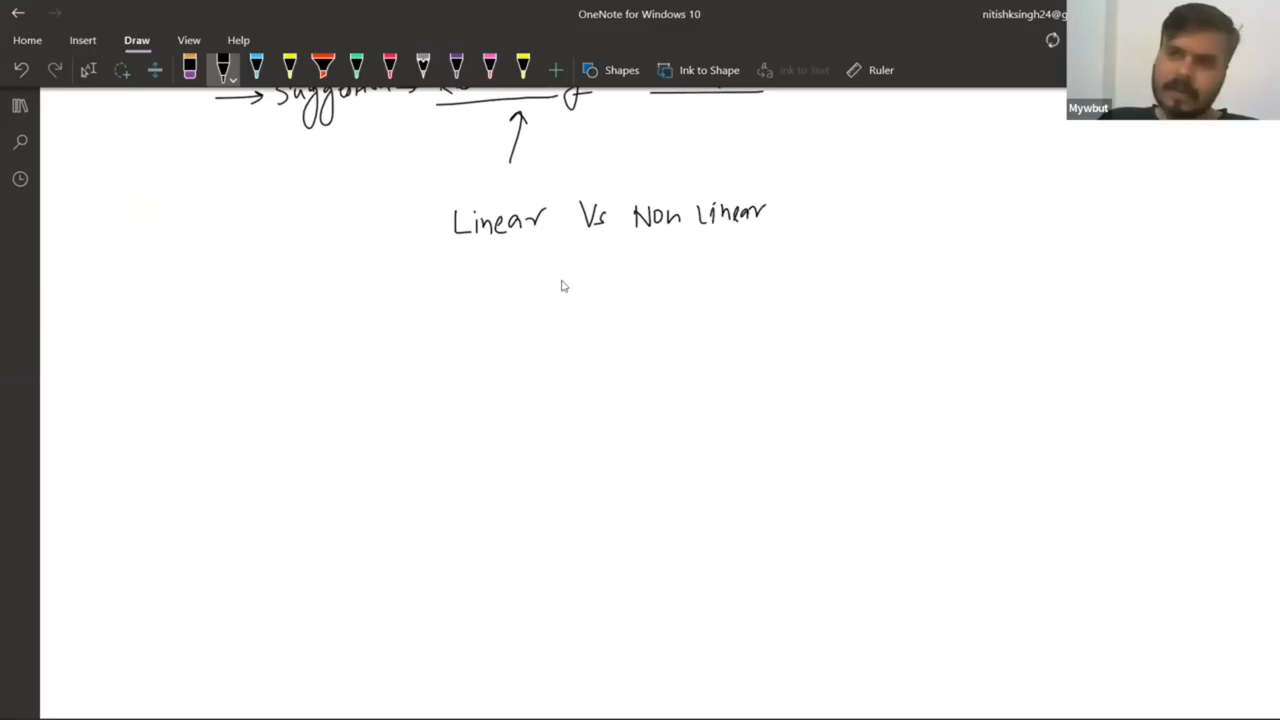 OneNote for Windows 10
nitishksingh24@g
Home Insert Draw View Help
Shapes Ink to Shape Ink to Text Ruler
Mywbut
Linear Vs Non Linear